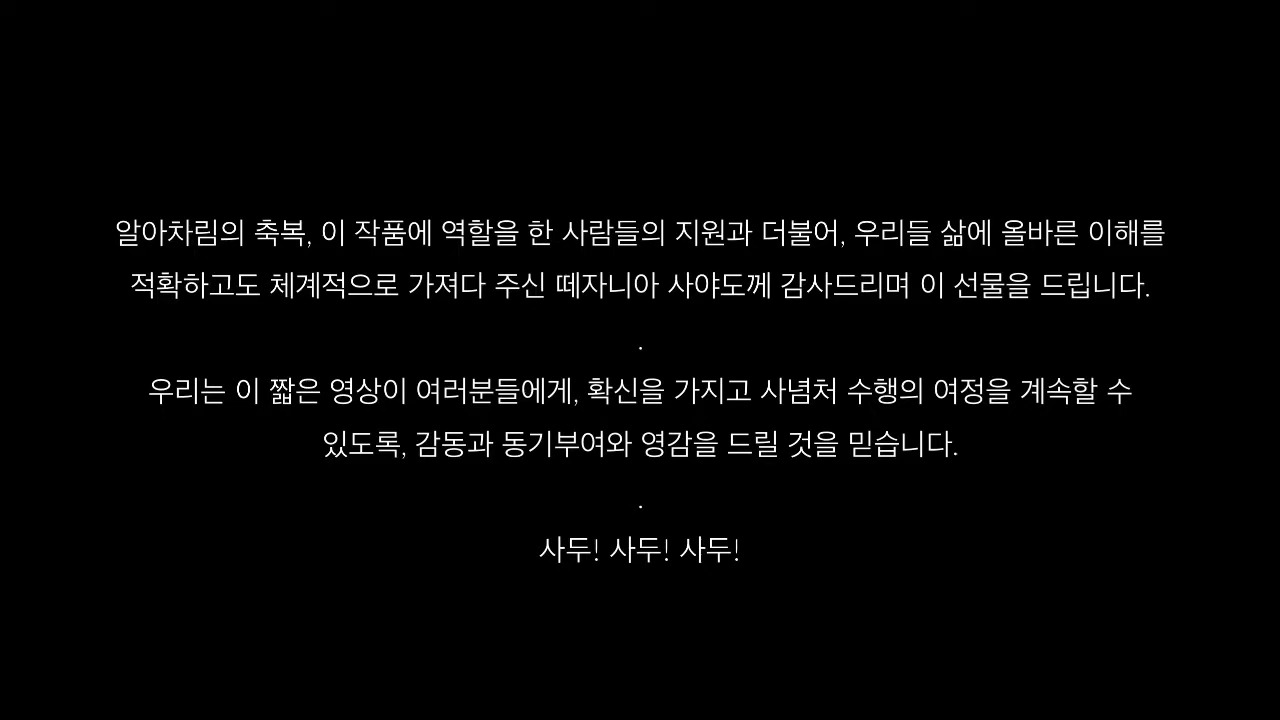 알아차림의 축복, 이 작품에 역할을 한 사람들의 지원과 더불어, 우리들 삶에 올바른 이해를
적확하고도 체계적으로 가져다 주신 떼자니아 사야도께 감사드리며 이 선물을 드립니다.
.
우리는 이 짧은 영상이 여러분들에게, 확신을 가지고 사념처 수행의 여정을 계속할 수
있도록, 감동과 동기부여와 영감을 드릴 것을 믿습니다.
.
사두! 사두! 사두!